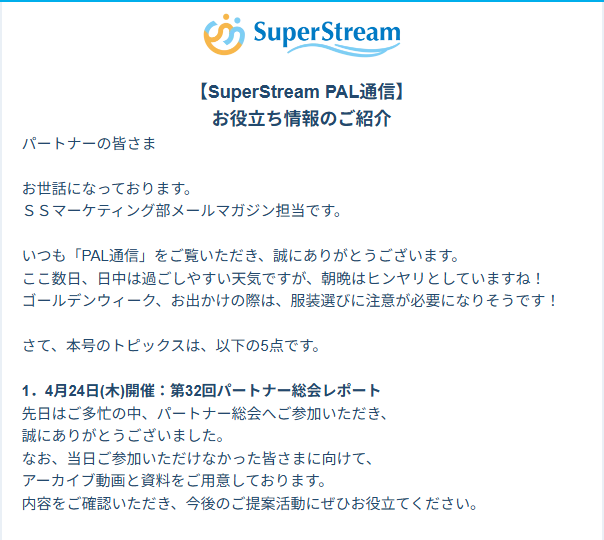 SuperStream
【SuperStream PAL通信】
お役立ち情報のご紹介
パートナーの皆さま
お世話になっております。
ＳＳマーケティング部メールマガジン担当です。
いつも「PAL通信」をご覧いただき、誠にありがとうございます。
ここ数日、日中は過ごしやすい天気ですが、朝晩はヒンヤリとしていますね！
ゴールデンウィーク、お出かけの際は、服装選びに注意が必要になりそうです！
さて、本号のトピックスは、以下の5点です。
1．4月24日(木)開催：第32回パートナー総会レポート
先日はご多忙の中、パートナー総会へご参加いただき、
誠にありがとうございました。
なお、当日ご参加いただけなかった皆さまに向けて、
アーカイブ動画と資料をご用意しております。
内容をご確認いただき、今後のご提案活動にぜひお役立てください。